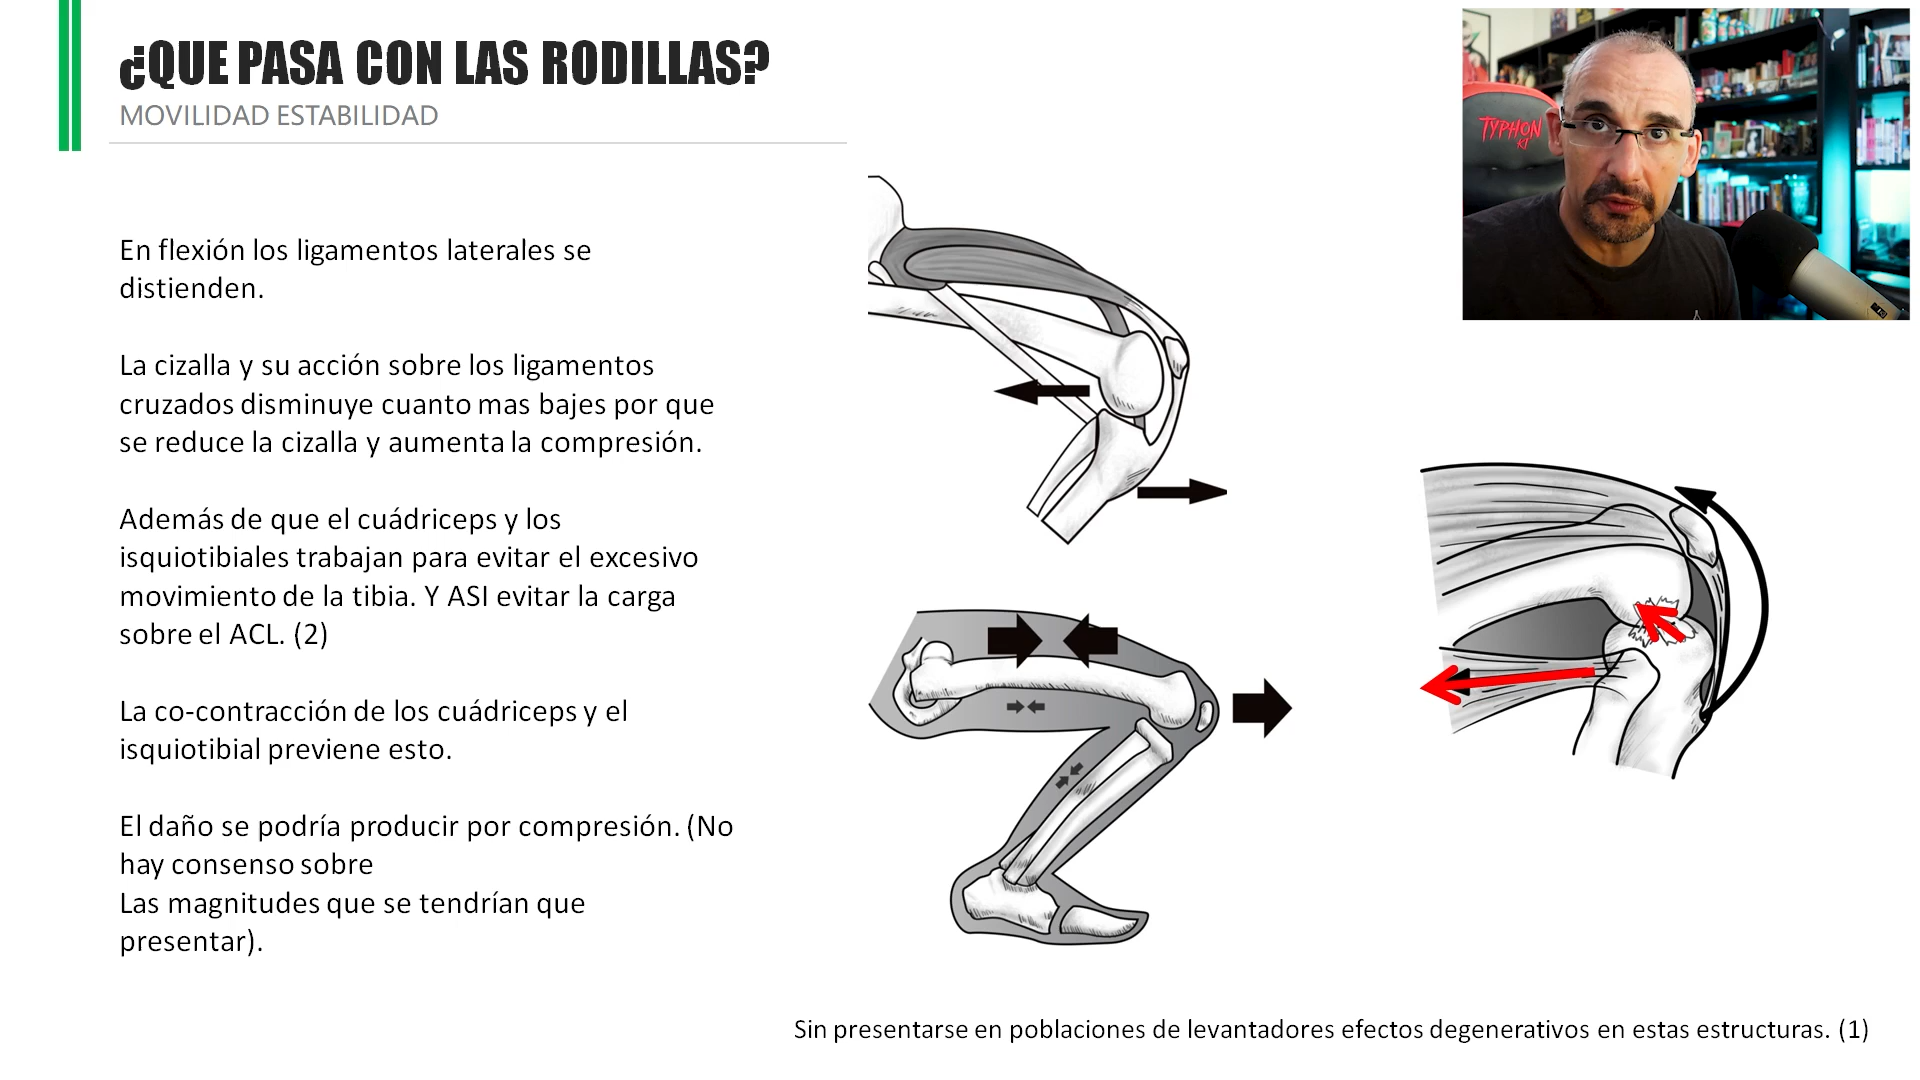 ¿QUE PASA CON LAS RODILLAS?
MOVILIDAD ESTABILIDAD
TYPHON
K1
En flexión los ligamentos laterales se
distienden.
La cizalla y su acción sobre los ligamentos
cruzados disminuye cuanto mas bajes por que
se reduce la cizalla y aumenta la compresión.
Además de que el cuádriceps y los
isquiotibiales trabajan para evitar el excesivo
movimiento de la tibia. Y ASI evitar la carga
sobre el ACL. (2)
La co-contracción de los cuádriceps y el
isquiotibial previene esto.
El daño se podría producir por compresión. (No
hay consenso sobre
Las magnitudes que se tendrían que
presentar).
Sin presentarse en poblaciones de levantadores efectos degenerativos en estas estructuras. (1)